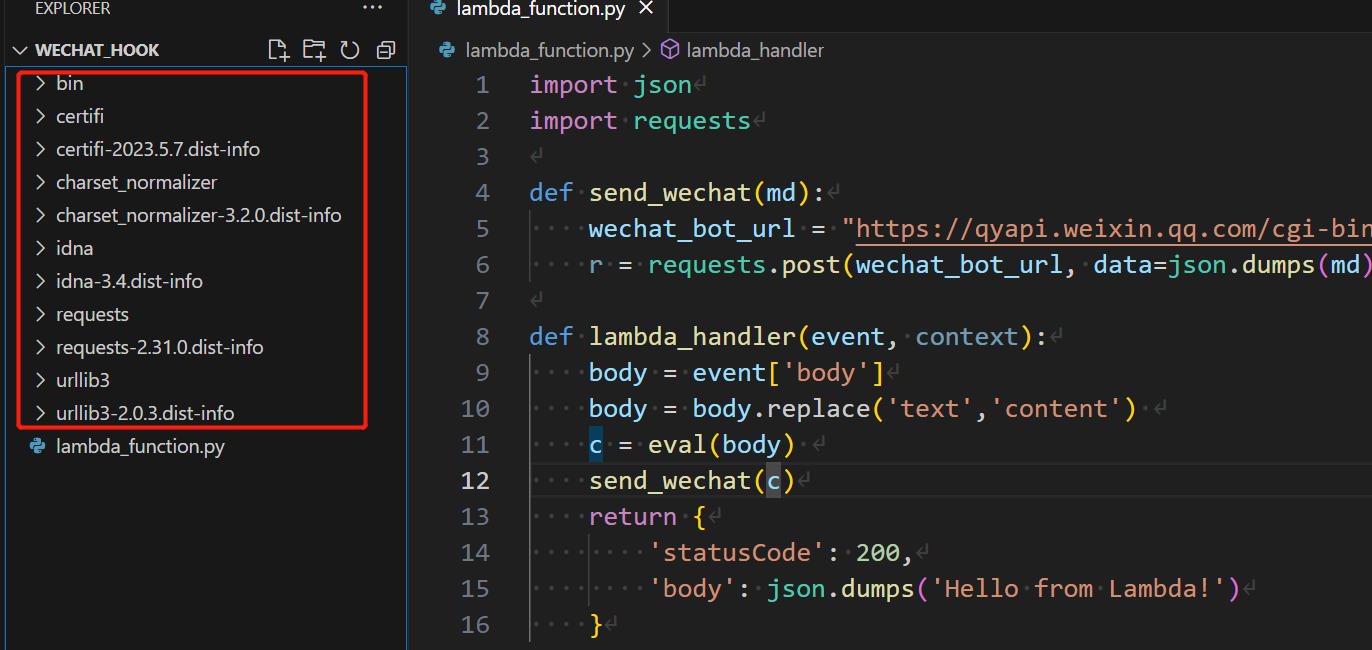 EXPLORER
WECHAT_HOOK
bin
certifi
certifi-2023.5.7.dist-info
charset_normalizer
charset_normalizer-3.2.0.dist-info
idna
idna-3.4.dist-info
requests
requests-2.31.0.dist-info
urllib3
urllib3-2.0.3.dist-info
lambda_function.py
lambda_function.py
lambda_function.py > lambda_handler
1 import json
2 import requests
3
4 def send_wechat(md):
5     wechat_bot_url = "https://qyapi.weixin.qq.com/cgi-bin
6     r = requests.post(wechat_bot_url, data=json.dumps(md)
7
8 def lambda_handler(event, context):
9     body = event['body']
10     body = body.replace('text','content')
11     c = eval(body)
12     send_wechat(c)
13     return {
14         'statusCode': 200,
15         'body': json.dumps('Hello from Lambda!')
16     }